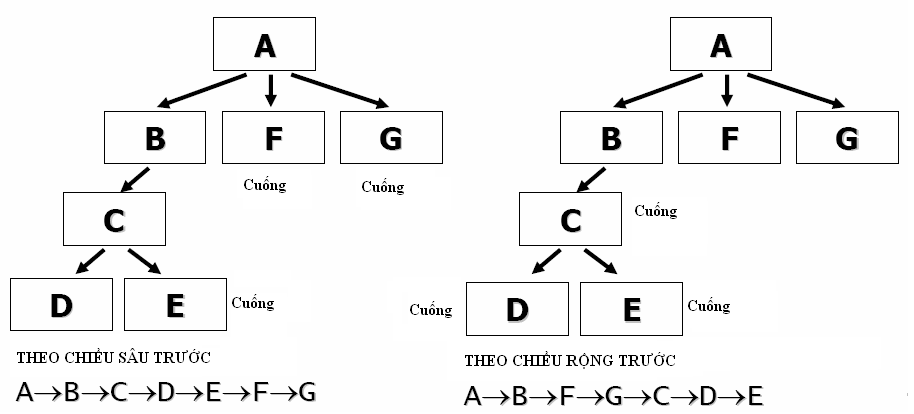 A
B F G
Cuống Cuống
C
D E Cuống
THEO CHIỀU SÂU TRƯỚC
A→B→C→D→E→F→G
A
B F G
C Cuống
Cuống D E Cuống
THEO CHIỀU RỘNG TRƯỚC
A→B→F→G→C→D→E